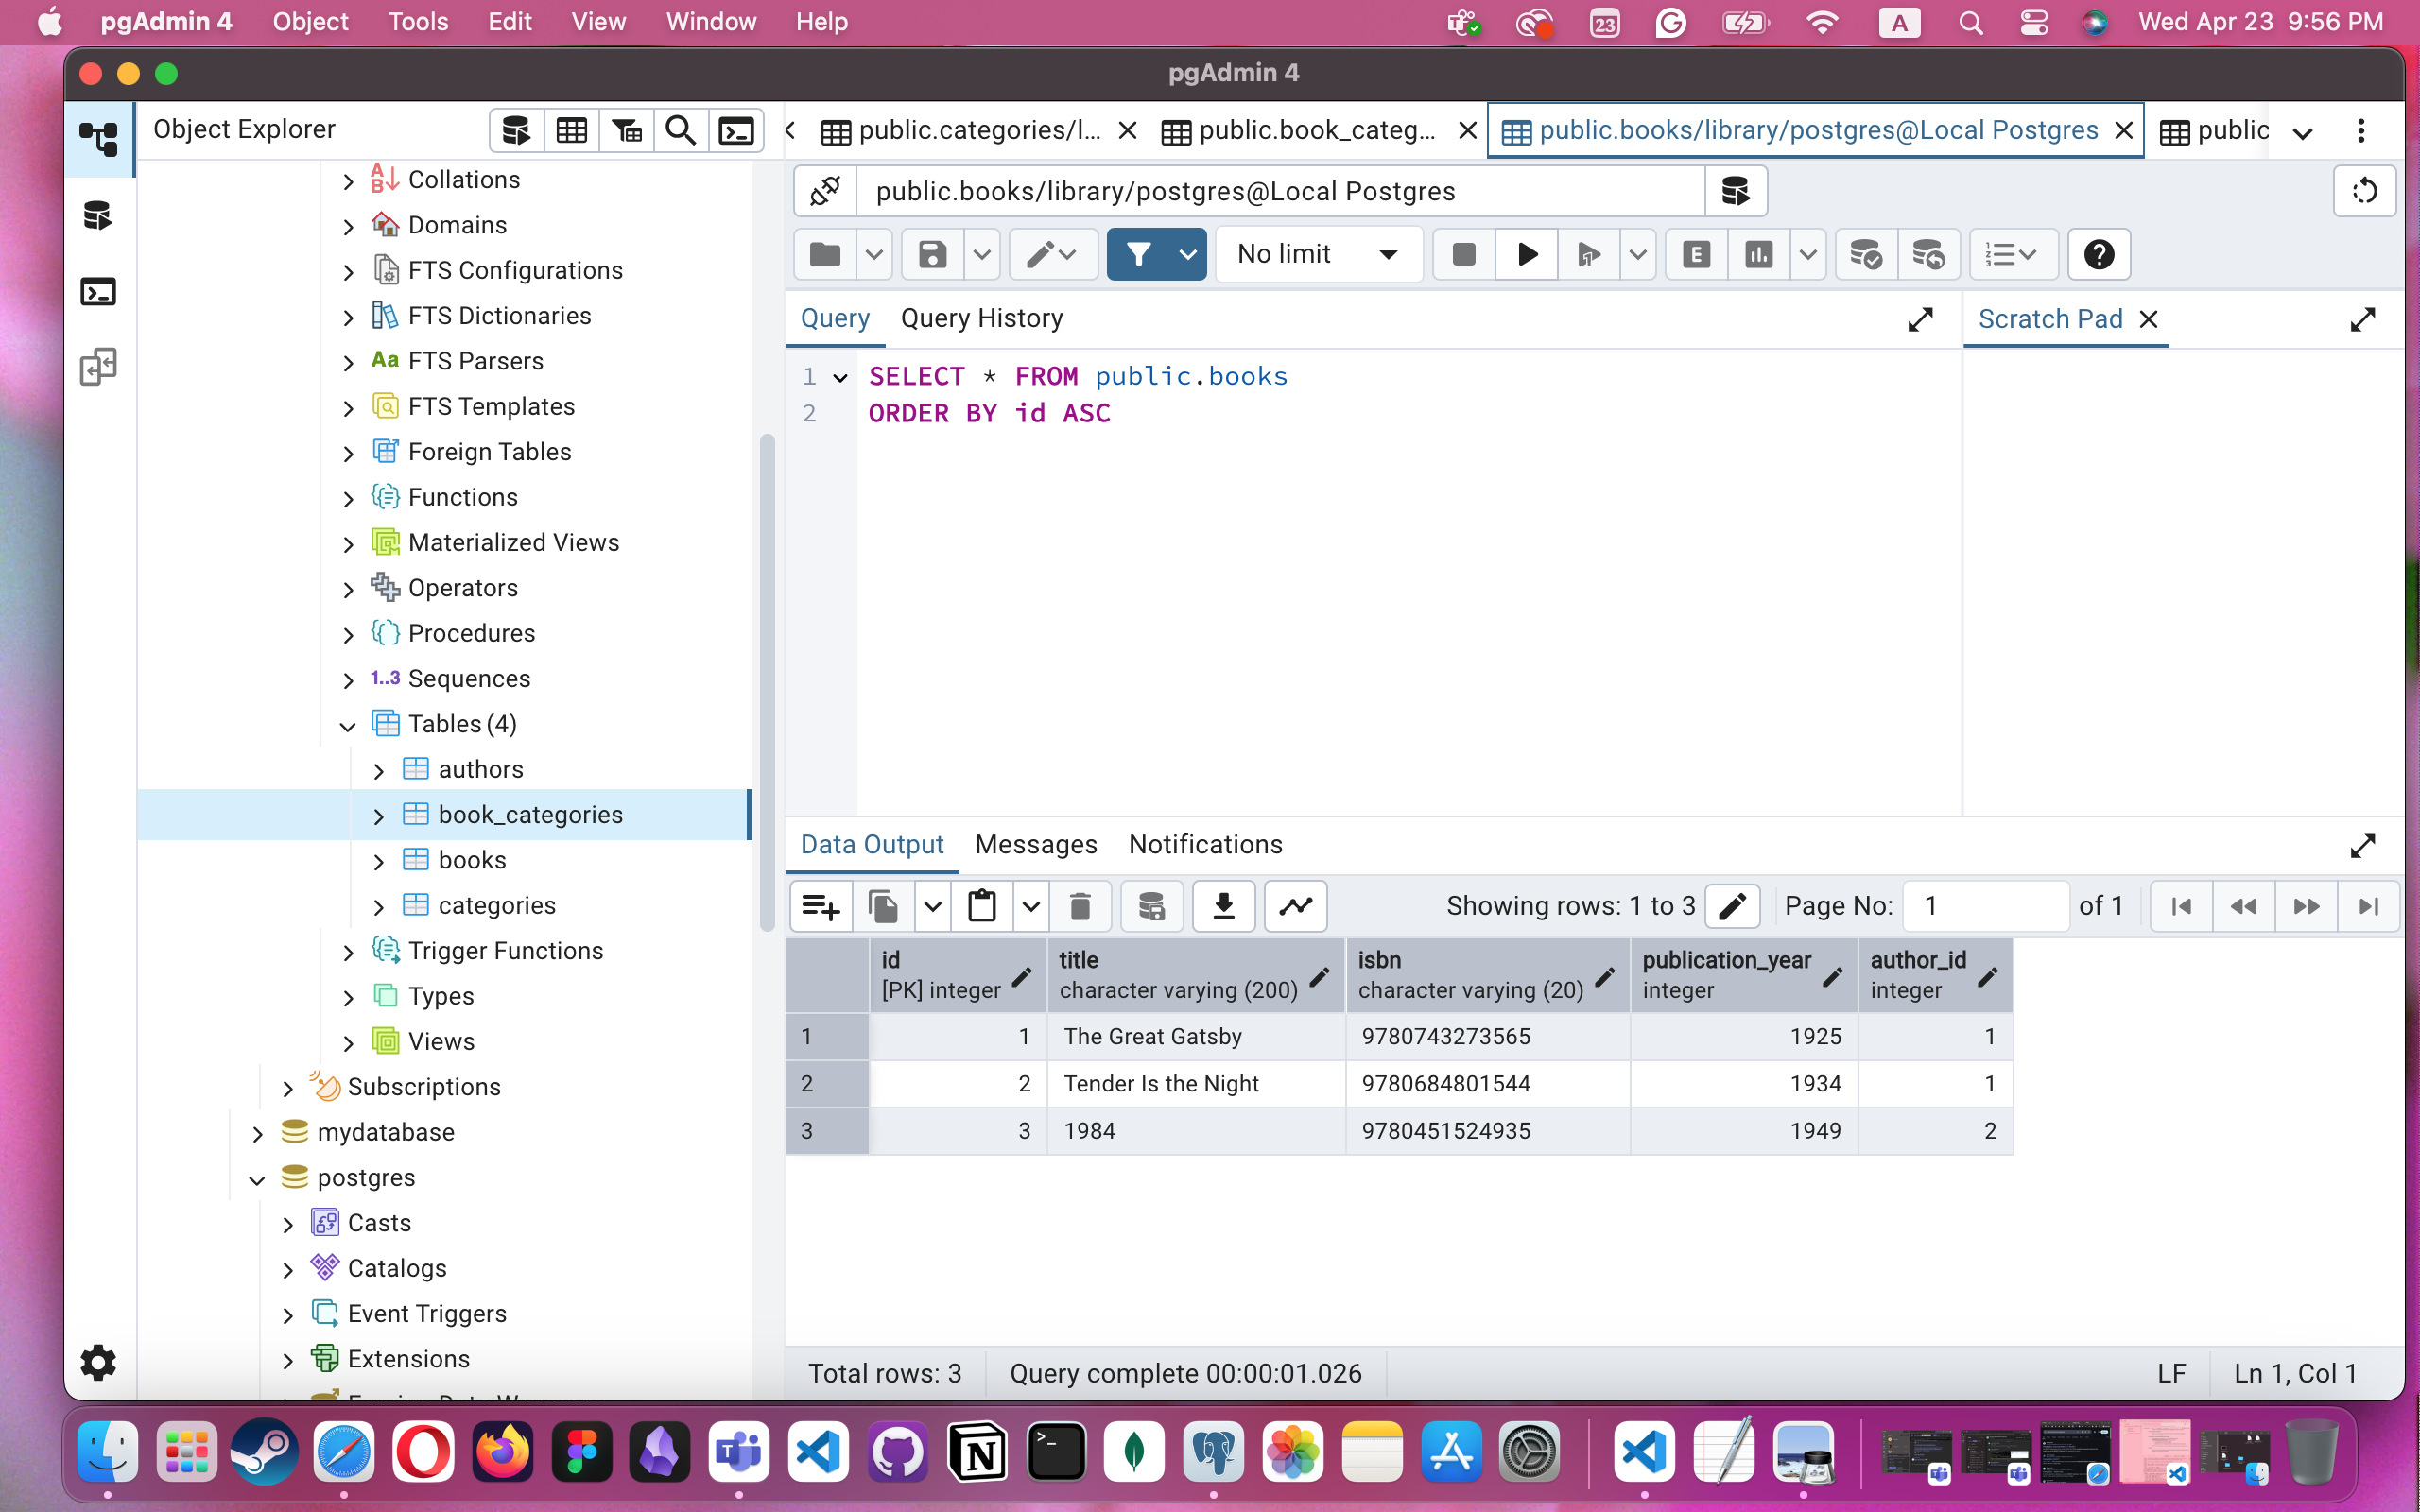 pgAdmin 4 Object Tools Edit View Window Help 23 A Wed Apr 23 9:56 PM
pgAdmin 4
Object Explorer
public.categories/l... public.book_categ... public.books/library/postgres@Local Postgres public
public.books/library/postgres@Local Postgres
No limit E
Query Query History Scratch Pad
1 SELECT * FROM public.books
2 ORDER BY id ASC
Collations
Domains
FTS Configurations
FTS Dictionaries
Aa FTS Parsers
FTS Templates
Foreign Tables
Functions
Materialized Views
Operators
Procedures
1..3 Sequences
Tables (4)
authors
book_categories
books
categories
Trigger Functions
Types
Views
Subscriptions
mydatabase
postgres
Casts
Catalogs
Event Triggers
Extensions
Foreign Data Wrappers
Data Output Messages Notifications
Showing rows: 1 to 3 Page No: 1 of 1
id title isbn publication_year author_id
[PK] integer character varying (200) character varying (20) integer integer
1 1 The Great Gatsby 9780743273565 1925 1
2 2 Tender Is the Night 9780684801544 1934 1
3 3 1984 9780451524935 1949 2
Total rows: 3 Query complete 00:00:01.026 LF Ln 1, Col 1